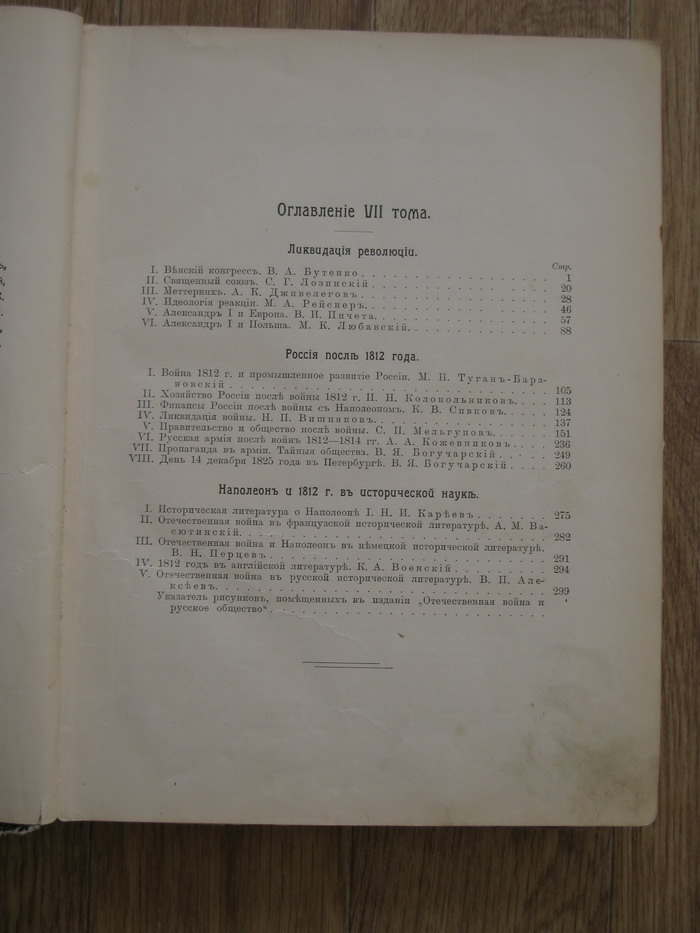 Оглавленіе VII тома.
Ликвидація революціи.
Стр.
I. Вѣнскій конгрессъ. В. А. Бутенко . . . . . . . . . . . . . . . 1
II. Священный союзъ. С. Г. Лозинскій . . . . . . . . . . . . . . . 20
III. Меттернихъ. А. К. Дживелеговъ . . . . . . . . . . . . . . . 28
IV. Идеологія реакціи. М. А. Рейснеръ . . . . . . . . . . . . . . . 46
V. Александръ I и Европа. В. И. Пичета . . . . . . . . . . . . . . . 57
VI. Александръ I и Польша. М. К. Любавскій . . . . . . . . . . . . 88
Россія послѣ 1812 года.
I. Война 1812 г. и промышленное развитіе Россіи. М. И. Туганъ-Бара-
новскій . . . . . . . . . . . . . . . . . . . . . . . . 105
II. Хозяйство Россіи послѣ войны 1812 г. П. Н. Колокольниковъ . . . . 113
III. Финансы Россіи послѣ войны съ Наполеономъ. К. В. Сивковъ . . . . 124
IV. Ликвидація войны. Н. П. Вишняковъ . . . . . . . . . . . . . . . 137
V. Правительство и общество послѣ войны. С. П. Мельгуновъ . . . . . 151
VI. Русская армія послѣ войнъ 1812—1814 гг. А. А. Кожевниковъ . . . . 236
VII. Пропаганда въ арміи. Тайныя общества. В. Я. Богучарскій . . . . 249
VIII. День 14 декабря 1825 года въ Петербургѣ. В. Я. Богучарскій . . . . 260
Наполеонъ и 1812 г. въ исторической наукѣ.
I. Историческая литература о Наполеонѣ I. Н. И. Карѣевъ . . . . . . . 275
II. Отечественная война въ французской исторической литературѣ. А. М. Ва-
сютинскій . . . . . . . . . . . . . . . . . . . . . . . . 282
III. Отечественная война и Наполеонъ въ нѣмецкой исторической литературѣ.
В. Н. Перцевъ . . . . . . . . . . . . . . . . . . . . . . 291
IV. 1812 годъ въ англійской литературѣ. К. А. Военскій . . . . . . . . 294
V. Отечественная война въ русской исторической литературѣ. В. П. Але-
ксѣевъ . . . . . . . . . . . . . . . . . . . . . . . . 299
Указатель рисунковъ, помѣщенныхъ въ изданіи „Отечественная война и
русское общество“ . . . . . . . . . . . . . . . . . . . .